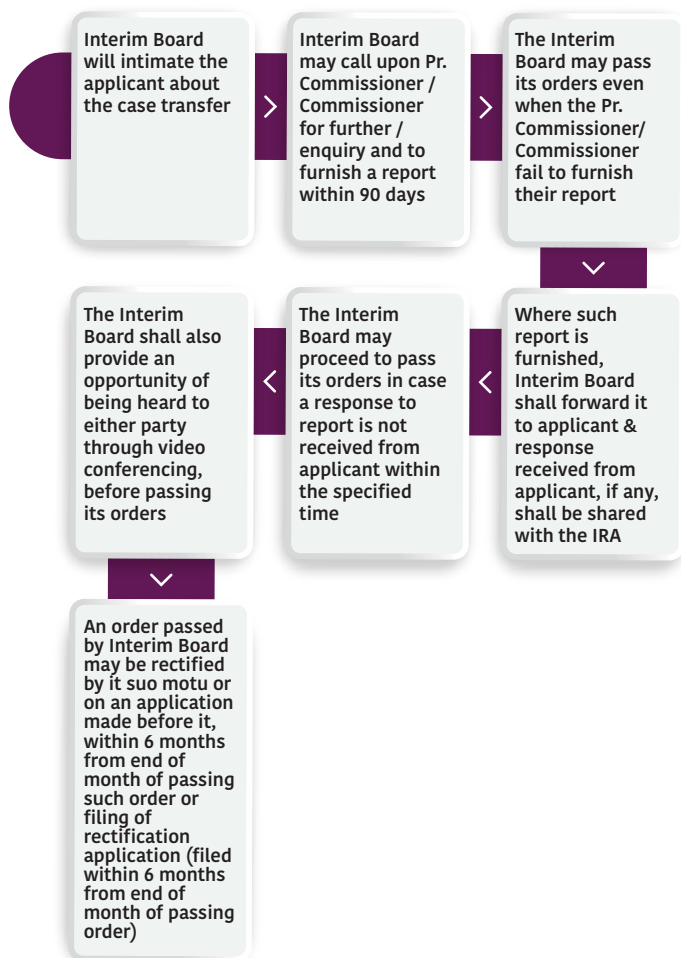 Interim Board
will intimate the
applicant about
the case transfer
Interim Board
may call upon Pr.
Commissioner /
Commissioner
for further /
enquiry and to
furnish a report
within 90 days
The Interim
Board may pass
its orders even
when the Pr.
Commissioner/
Commissioner
fail to furnish
their report
Where such
report is
furnished,
Interim Board
shall forward it
to applicant &
response
received from
applicant, if any,
shall be shared
with the IRA
The Interim
Board may
proceed to pass
its orders in case
a response to
report is not
received from
applicant within
the specified
time
The Interim
Board shall also
provide an
opportunity of
being heard to
either party
through video
conferencing,
before passing
its orders
An order passed
by Interim Board
may be rectified
by it suo motu or
on an application
made before it,
within 6 months
from end of
month of passing
such order or
filing of
rectification
application (filed
within 6 months
from end of
month of passing
order)